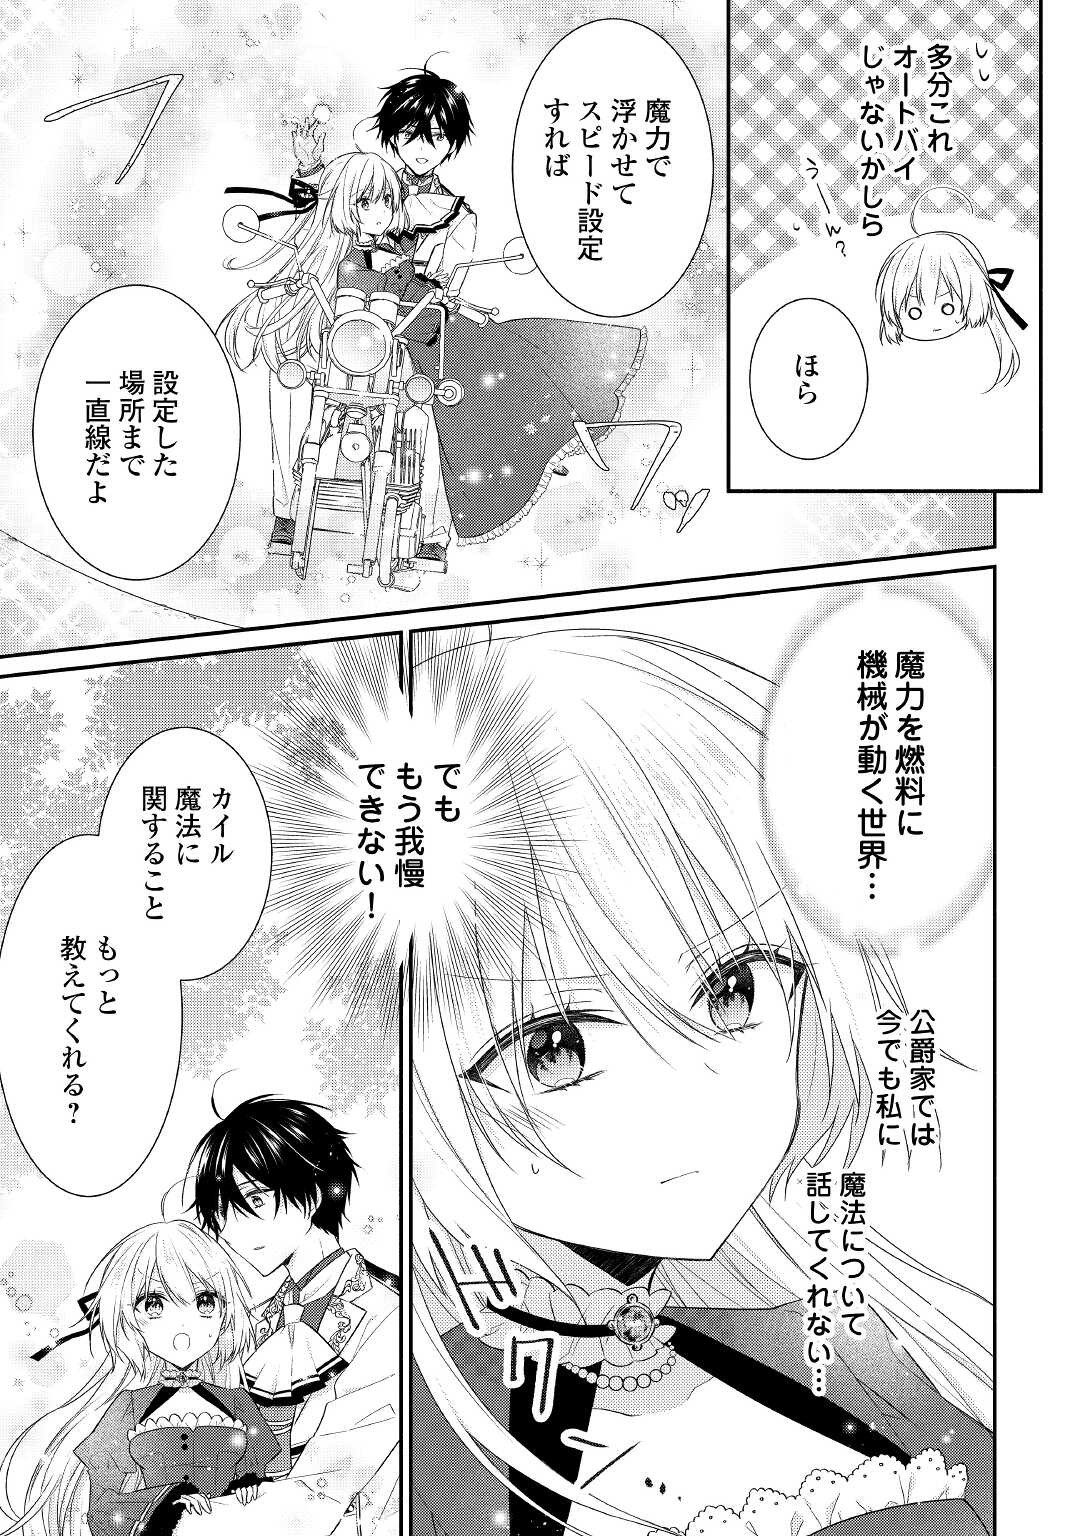 多分これ
オートバイ
じゃないかしら
うーん?
ほら
魔力で
浮かせて
スピード設定
すれば
設定した
場所まで
一直線だよ
魔力を燃料に
機械が動く世界…
公爵家では
今でも私に
魔法について
話してくれない…
ドキ
ドク
でも
もう我慢
できない!
カイル
魔法に
関すること
もっと
教えてくれる?